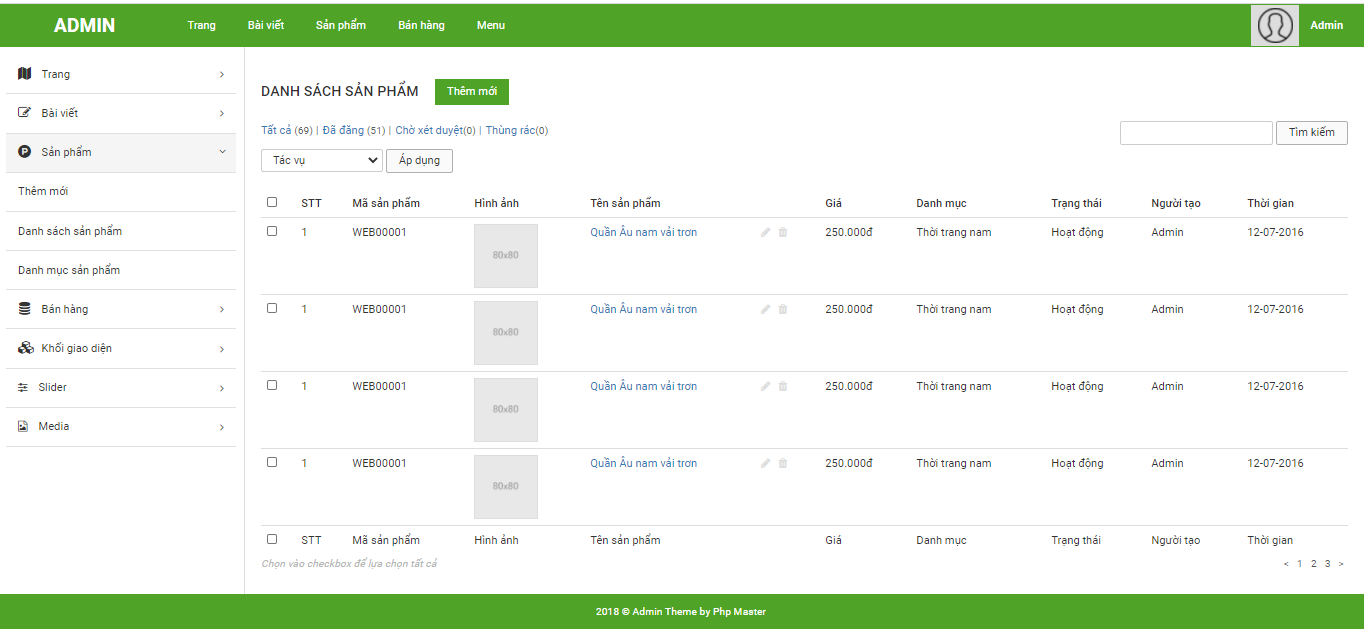 ADMIN Trang Bài viết Sản phẩm Bán hàng Menu Admin
Trang
Bài viết
Sản phẩm
Thêm mới
Danh sách sản phẩm
Danh mục sản phẩm
Bán hàng
Khối giao diện
Slider
Media
DANH SÁCH SẢN PHẨM Thêm mới
Tất cả (69) | Đã đăng (51) | Chờ xét duyệt(0) | Thùng rác(0)
Tìm kiếm
Tác vụ Áp dụng
STT Mã sản phẩm Hình ảnh Tên sản phẩm Giá Danh mục Trạng thái Người tạo Thời gian
1 WEB00001 80x80 Quần Âu nam vải trơn 250.000đ Thời trang nam Hoạt động Admin 12-07-2016
1 WEB00001 80x80 Quần Âu nam vải trơn 250.000đ Thời trang nam Hoạt động Admin 12-07-2016
1 WEB00001 80x80 Quần Âu nam vải trơn 250.000đ Thời trang nam Hoạt động Admin 12-07-2016
1 WEB00001 80x80 Quần Âu nam vải trơn 250.000đ Thời trang nam Hoạt động Admin 12-07-2016
STT Mã sản phẩm Hình ảnh Tên sản phẩm Giá Danh mục Trạng thái Người tạo Thời gian
Chọn vào checkbox để lựa chọn tất cả
< 1 2 3 >
2018 © Admin Theme by Php Master